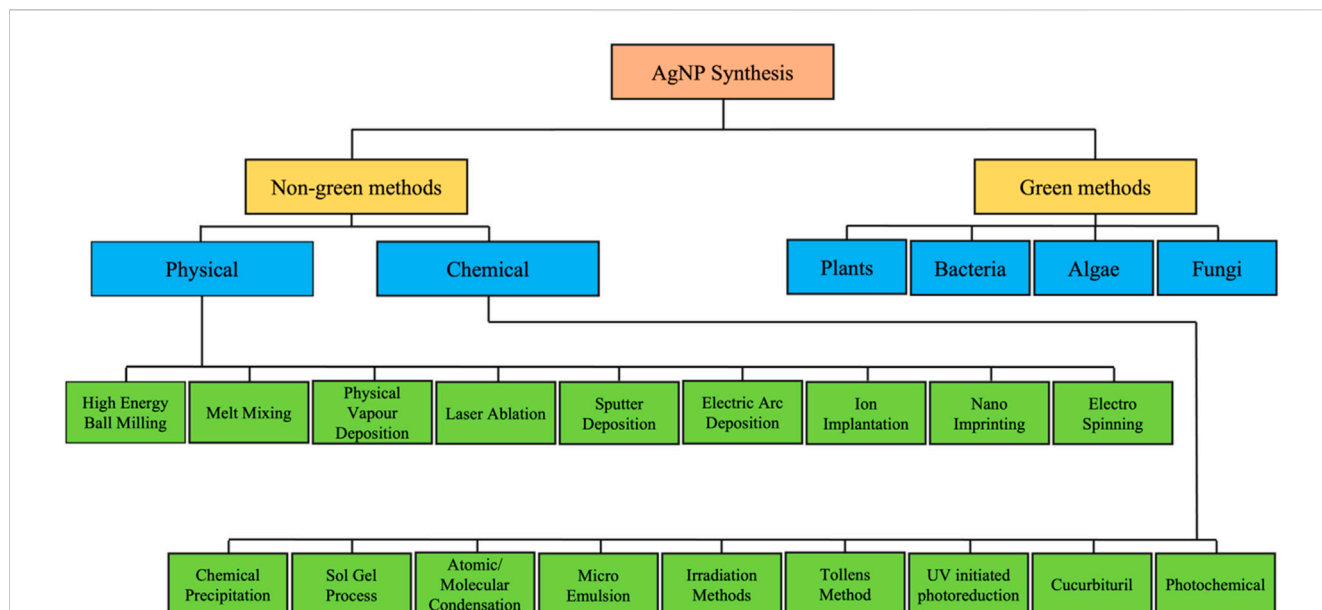 AgNP Synthesis
Non-green methods
Green methods
Physical
Chemical
Plants
Bacteria
Algae
Fungi
High Energy
Ball Milling
Melt Mixing
Physical
Vapour
Deposition
Laser Ablation
Sputter
Deposition
Electric Arc
Deposition
Ion
Implantation
Nano
Imprinting
Electro
Spinning
Chemical
Precipitation
Sol Gel
Process
Atomic/
Molecular
Condensation
Micro
Emulsion
Irradiation
Methods
Tollens
Method
UV initiated
photoreduction
Cucurbituril
Photochemical